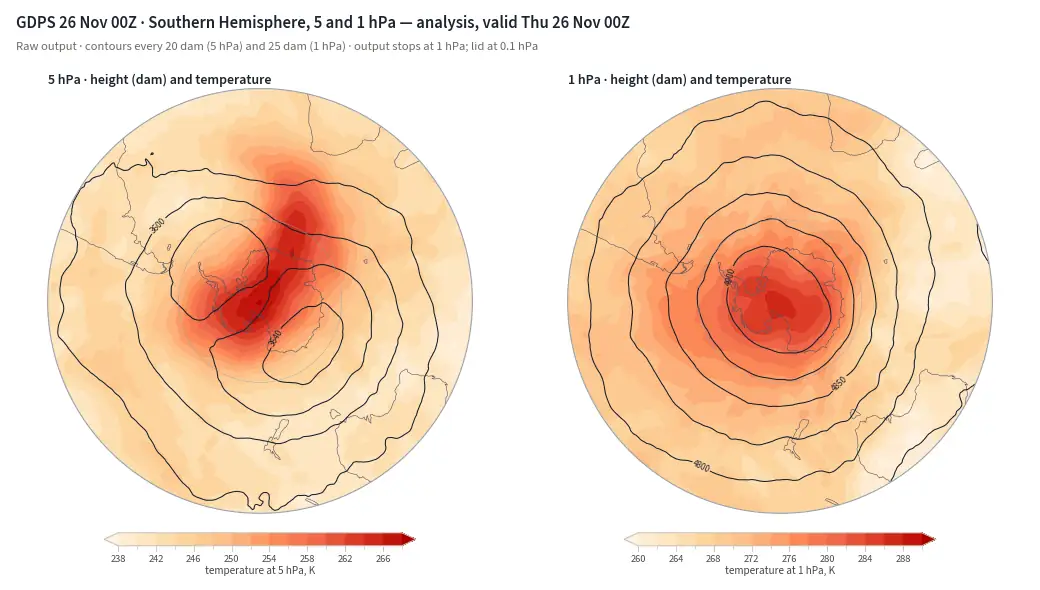 GDPS 26 Nov 00Z · Southern Hemisphere, 5 and 1 hPa — analysis, valid Thu 26 Nov 00Z
Raw output · contours every 20 dam (5 hPa) and 25 dam (1 hPa) · output stops at 1 hPa; lid at 0.1 hPa
5 hPa · height (dam) and temperature
1 hPa · height (dam) and temperature
3600
3640
4900
4850
4800
238 242 246 250 254 258 262 266
temperature at 5 hPa, K
260 264 268 272 276 280 284 288
temperature at 1 hPa, K